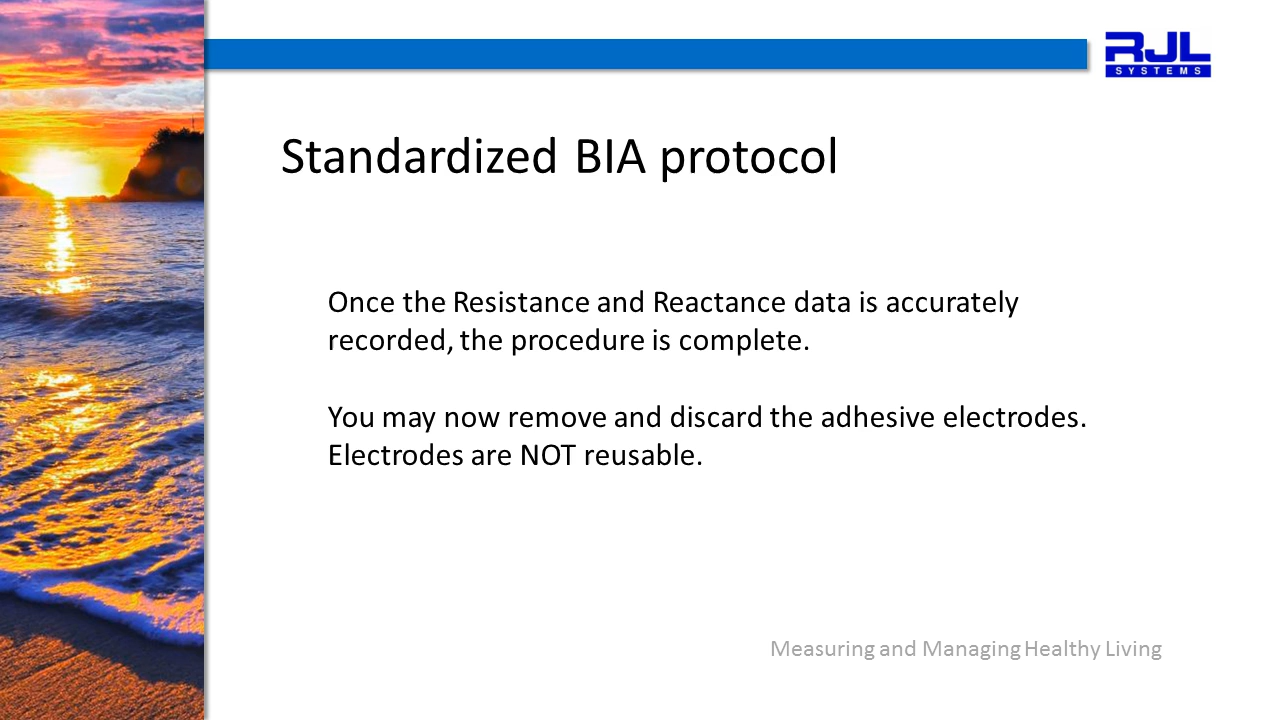 RJL
SYSTEMS
Standardized BIA protocol
Once the Resistance and Reactance data is accurately
recorded, the procedure is complete.
You may now remove and discard the adhesive electrodes.
Electrodes are NOT reusable.
Measuring and Managing Healthy Living